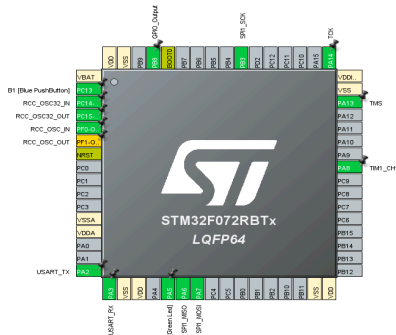 GPIO_Output
SPI1_SCK
TCK
VDD
VSS
PB9
PB8
BOOT0
PB7
PB6
PB5
PB4
PB3
PD2
PC12
PC11
PC10
PA15
PA14
VBAT
PC13
PC14-..
PC15-..
PF0-O..
PF1-O..
NRST
PC0
PC1
PC2
PC3
VSSA
VDDA
PA0
PA1
PA2
B1 [Blue PushButton]
RCC_OSC32_IN
RCC_OSC32_OUT
RCC_OSC_IN
RCC_OSC_OUT
USART_TX
STM32F072RBTx
LQFP64
VDDI..
VSS
PA13
PA12
PA11
PA10
PA9
PA8
PC9
PC8
PC7
PC6
PB15
PB14
PB13
PB12
TMS
TIM1_CH
PA3
VSS
VDD
PA4
PA5
PA6
PA7
PC4
PC5
PB0
PB1
PB2
PB10
PB11
VSS
VDD
USART_RX
Green Led]
SPI1_MISO
SPI1_MOSI